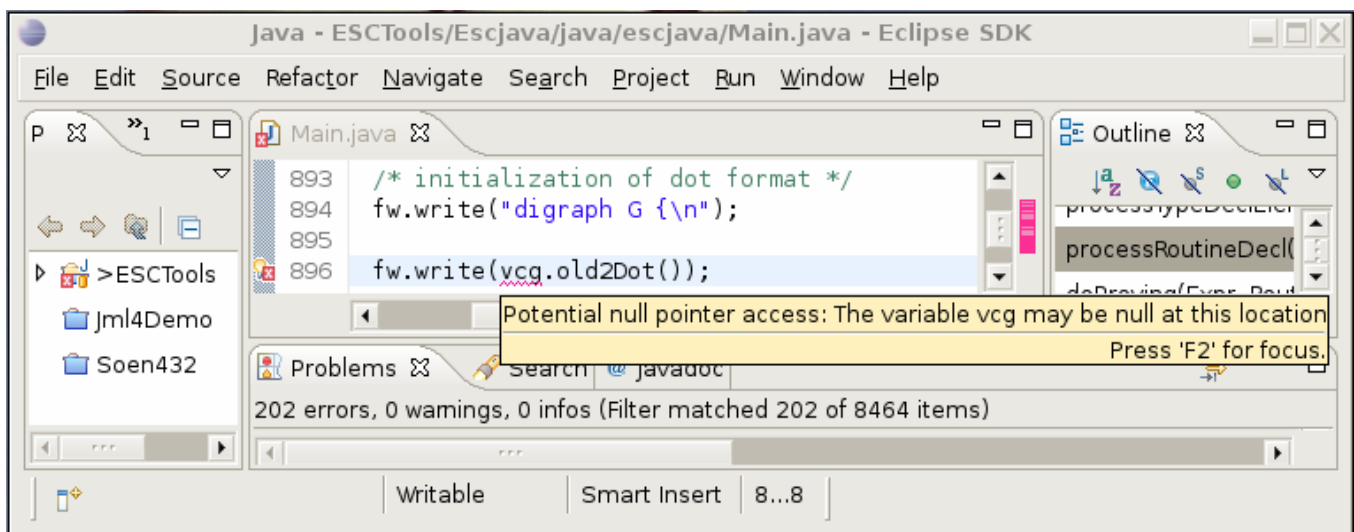 Java - ESCTools/Escjava/java/escjava/Main.java - Eclipse SDK
File Edit Source Refactor Navigate Search Project Run Window Help
P »1
Main.java
Outline
893 /* initialization of dot format */
894 fw.write("digraph G {\n");
895
896 fw.write(vcg.old2Dot());
>ESCTools
Jml4Demo
Soen432
processRoutineDecl(
Potential null pointer access: The variable vcg may be null at this location
Press 'F2' for focus.
Problems Search @ Javadoc
202 errors, 0 warnings, 0 infos (Filter matched 202 of 8464 items)
Writable Smart Insert 8...8